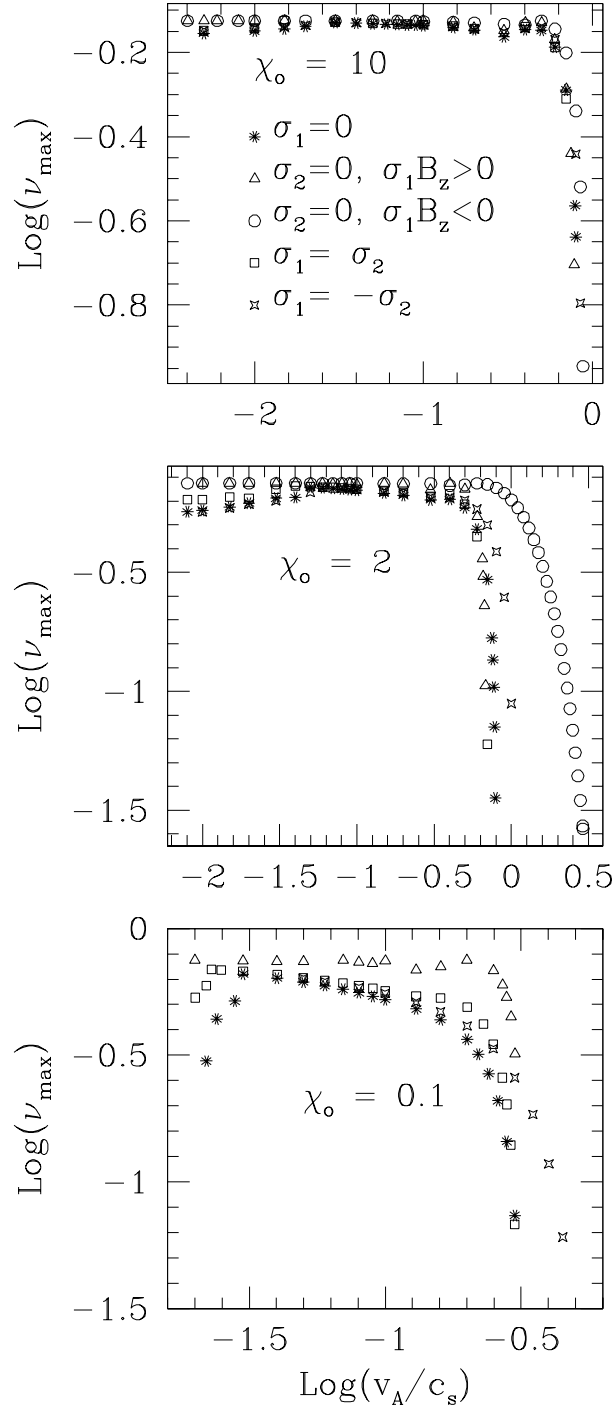 −0.2
−0.4
−0.6
−0.8
Log(ν_max)
χ_o = 10
σ_1=0
σ_2=0, σ_1B_z>0
σ_2=0, σ_1B_z<0
σ_1= σ_2
σ_1= −σ_2
−2 −1 0
−0.5
−1
−1.5
Log(ν_max)
χ_o = 2
−2 −1.5 −1 −0.5 0 0.5
0
−0.5
−1
−1.5
Log(ν_max)
χ_o = 0.1
−1.5 −1 −0.5
Log(v_A/c_s)